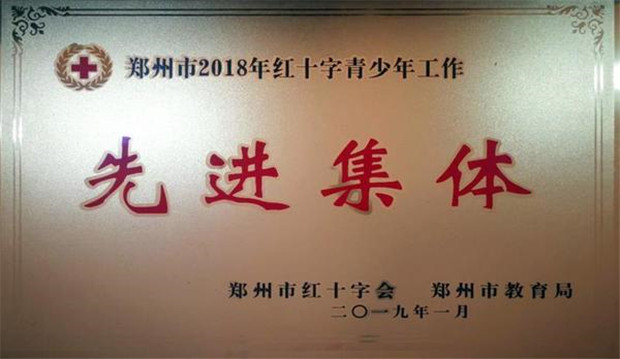 郑州市2018年红十字青少年工作
先进集体
郑州市红十字会 郑州市教育局
二〇一九年一月